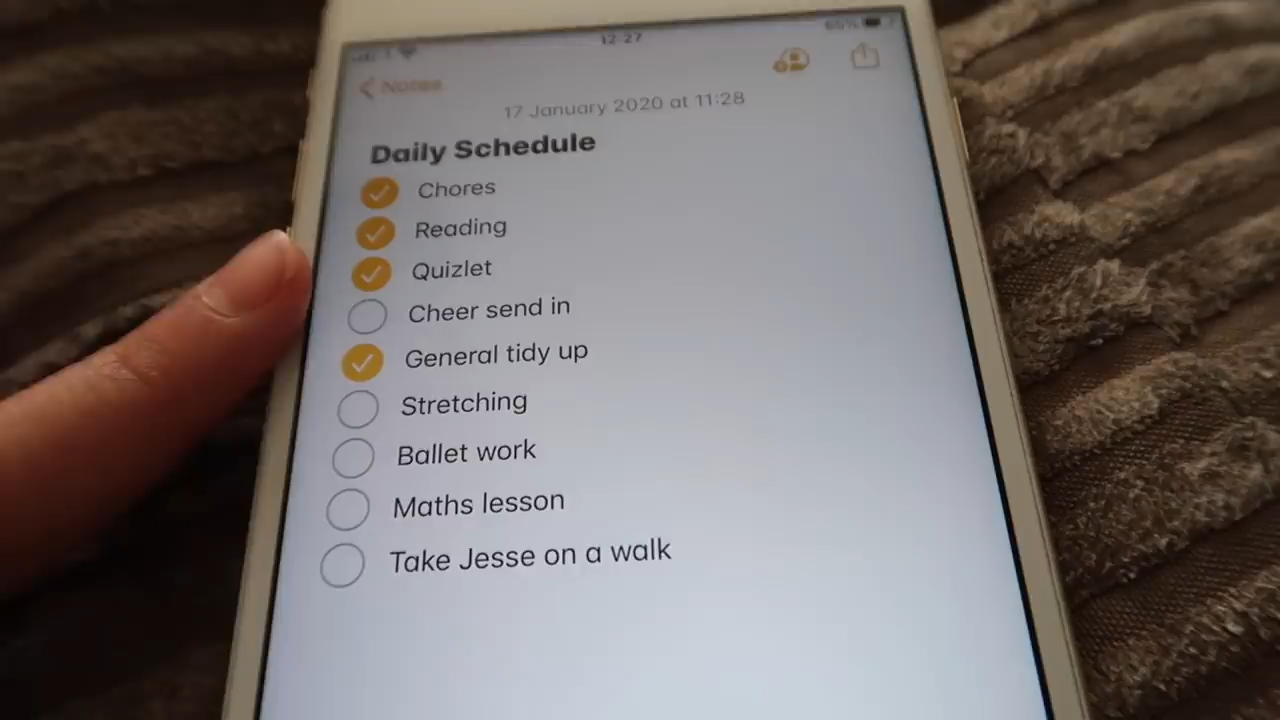 12:27
65%
Notes
17 January 2020 at 11:28
Daily Schedule
Chores
Reading
Quizlet
Cheer send in
General tidy up
Stretching
Ballet work
Maths lesson
Take Jesse on a walk